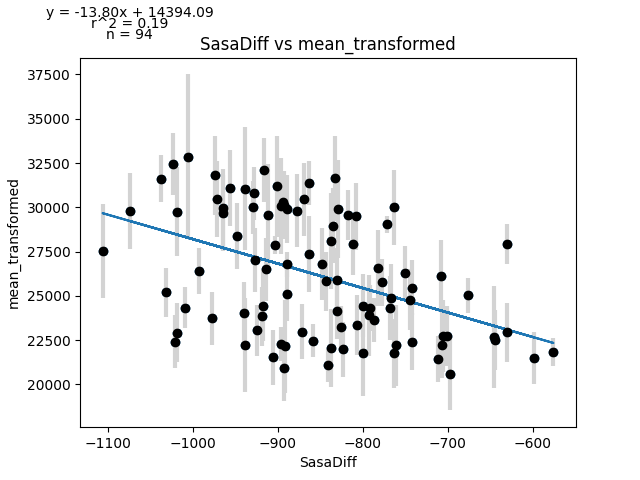 y = -13.80x + 14394.09
r^2 = 0.19
n = 94
SasaDiff vs mean_transformed
37500
35000
32500
30000
27500
25000
22500
20000
mean_transformed
−1100 −1000 −900 −800 −700 −600
SasaDiff